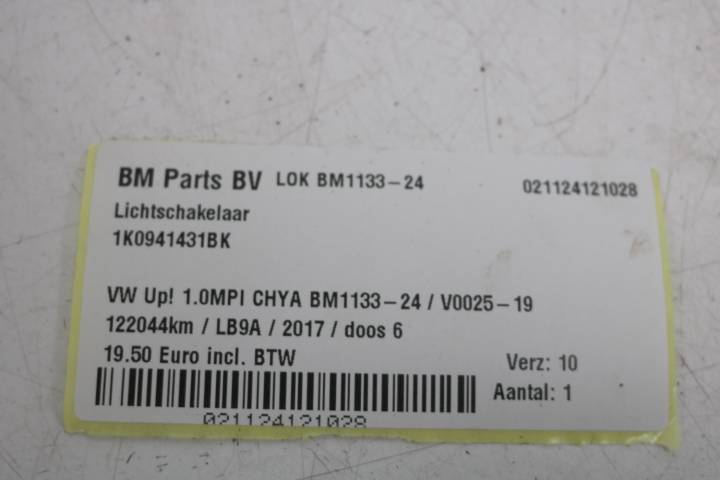 BM Parts BV LOK BM1133-24 021124121028
Lichtschakelaar
1K0941431BK
VW Up! 1.0MPI CHYA BM1133-24 / V0025-19
122044km / LB9A / 2017 / doos 6
19.50 Euro incl. BTW
Verz: 10
Aantal: 1
021124121028